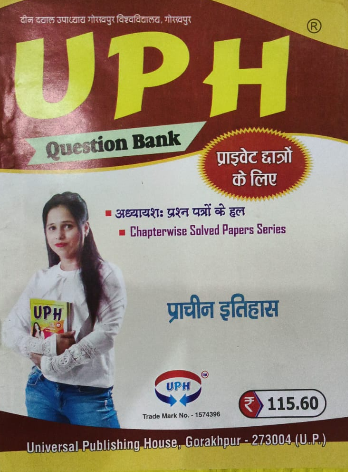 दीन दयाल उपाध्याय गोरखपुर विश्वविद्यालय, गोरखपुर
UPH
®
Question Bank
प्राइवेट छात्रों
के लिए
अध्यायश: प्रश्न पत्रों के हल
Chapterwise Solved Papers Series
UPH
प्राचीन इतिहास
UPH
Trade Mark No. - 1574396
₹ 115.60
Universal Publishing House, Gorakhpur - 273004 (U.P.)